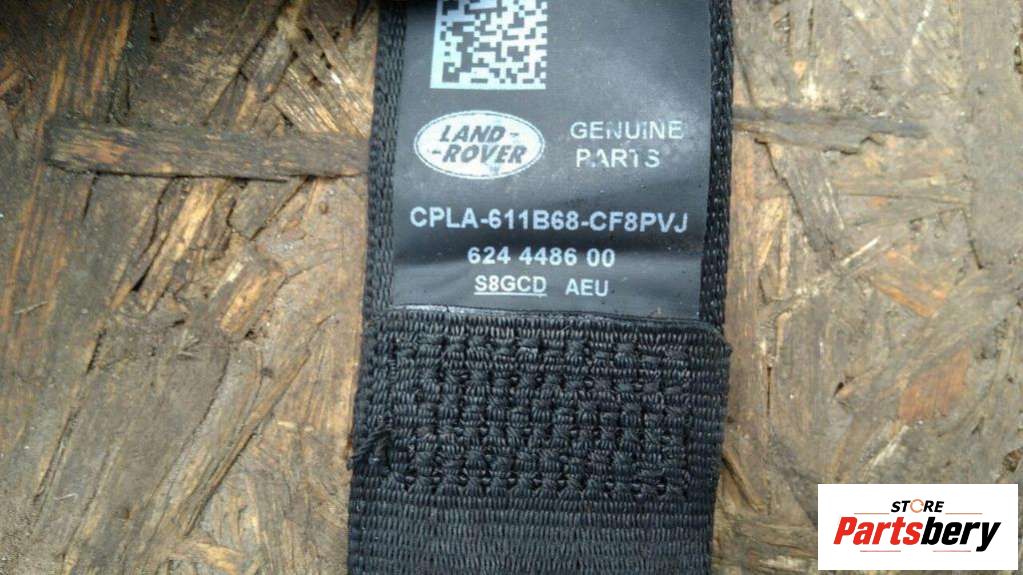 LAND-
-ROVER
GENUINE
PARTS
CPLA-611B68-CF8PVJ
624 4486 00
S8GCD AEU
STORE
Partsbery